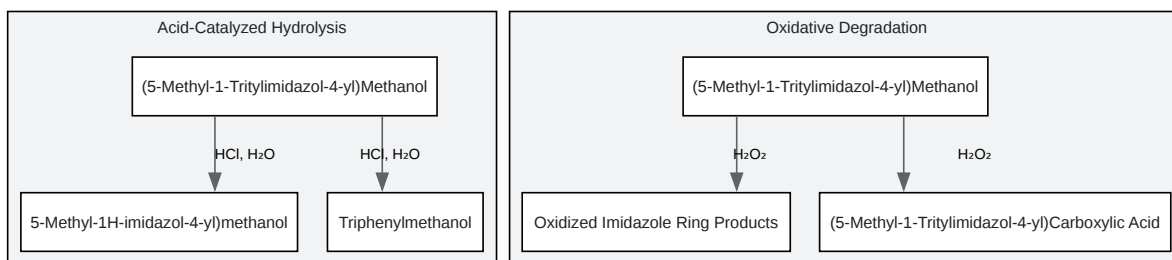 Acid-Catalyzed Hydrolysis
(5-Methyl-1-Tritylimidazol-4-yl)Methanol
HCl, H₂O
HCl, H₂O
5-Methyl-1H-imidazol-4-yl)methanol
Triphenylmethanol
Oxidative Degradation
(5-Methyl-1-Tritylimidazol-4-yl)Methanol
H₂O₂
H₂O₂
Oxidized Imidazole Ring Products
(5-Methyl-1-Tritylimidazol-4-yl)Carboxylic Acid